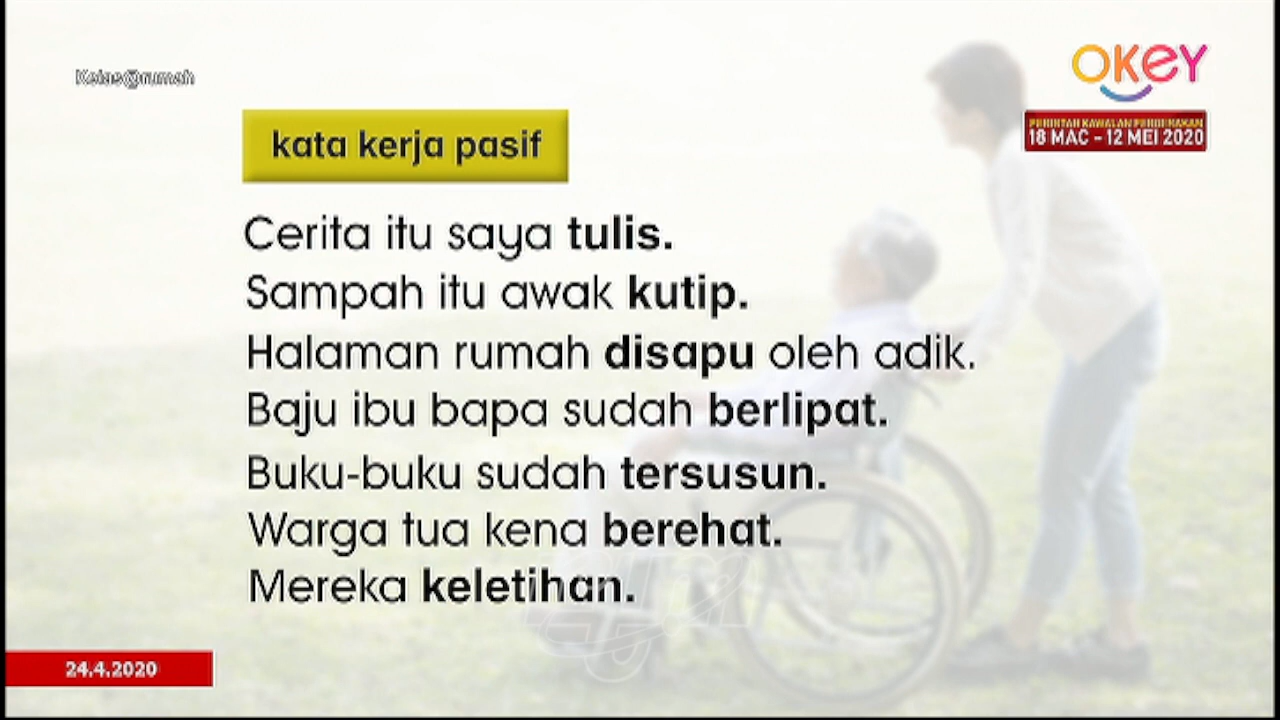 Kelas@rumah
OKEY
PERINTAH KAWALAN PERGERAKAN
18 MAC - 12 MEI 2020
kata kerja pasif
Cerita itu saya tulis.
Sampah itu awak kutip.
Halaman rumah disapu oleh adik.
Baju ibu bapa sudah berlipat.
Buku-buku sudah tersusun.
Warga tua kena berehat.
Mereka keletihan.
24.4.2020